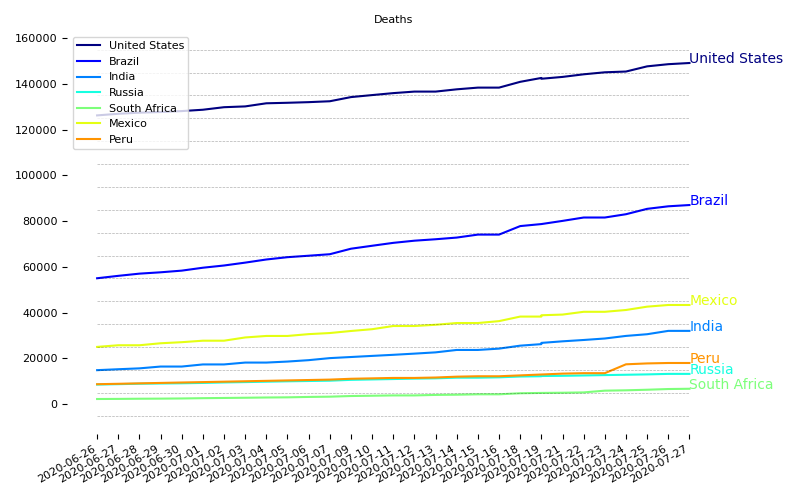 Deaths
160000
140000
120000
100000
80000
60000
40000
20000
0
United States
Brazil
India
Russia
South Africa
Mexico
Peru
United States
Brazil
Mexico
India
Peru
Russia
South Africa
2020-06-26
2020-06-27
2020-06-28
2020-06-29
2020-06-30
2020-07-01
2020-07-02
2020-07-03
2020-07-04
2020-07-05
2020-07-06
2020-07-07
2020-07-09
2020-07-10
2020-07-11
2020-07-12
2020-07-13
2020-07-14
2020-07-15
2020-07-16
2020-07-18
2020-07-19
2020-07-21
2020-07-22
2020-07-23
2020-07-24
2020-07-25
2020-07-26
2020-07-27